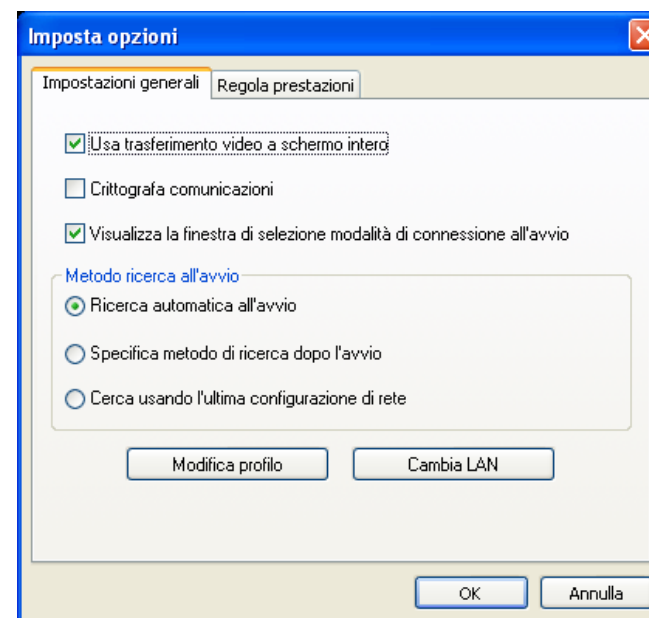 Imposta opzioni
Impostazioni generali Regola prestazioni
Usa trasferimento video a schermo intero
Crittografa comunicazioni
Visualizza la finestra di selezione modalità di connessione all'avvio
Metodo ricerca all'avvio
Ricerca automatica all'avvio
Specifica metodo di ricerca dopo l'avvio
Cerca usando l'ultima configurazione di rete
Modifica profilo Cambia LAN
OK Annulla